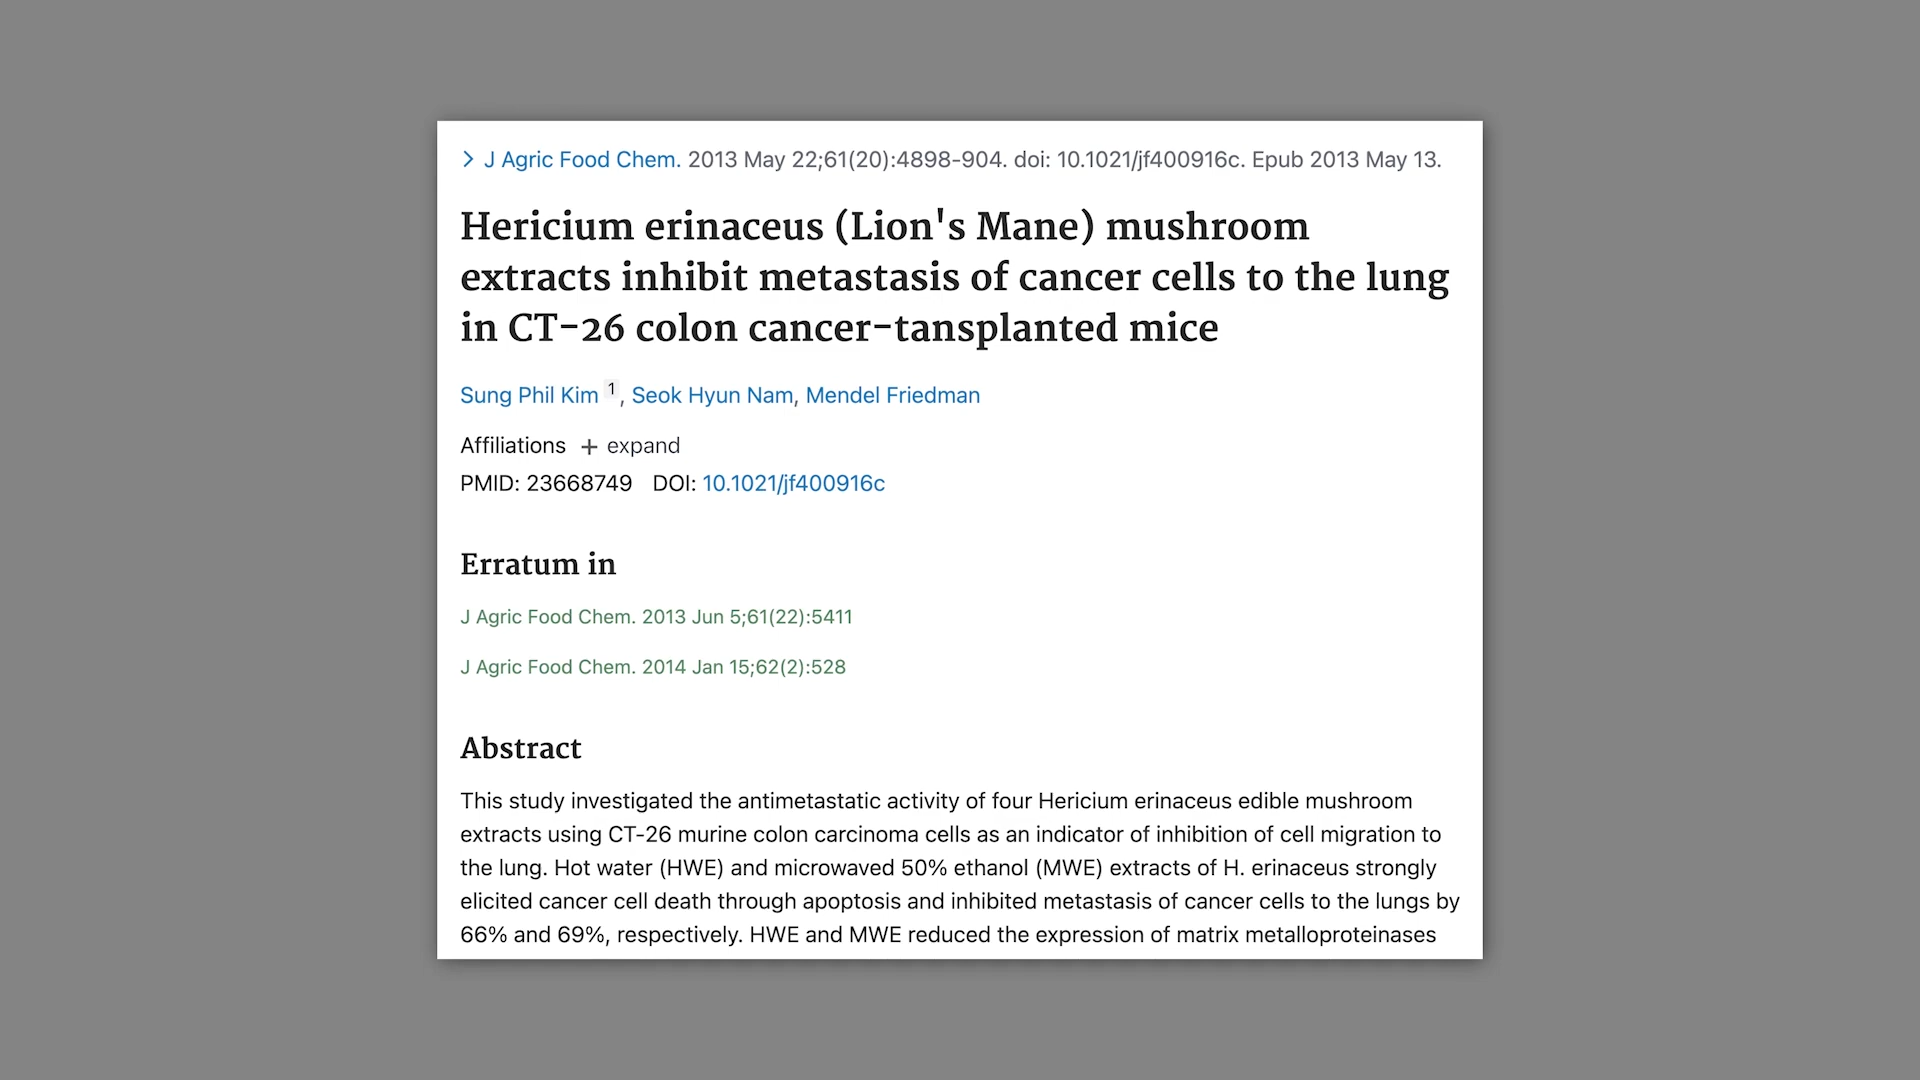 > J Agric Food Chem. 2013 May 22;61(20):4898-904. doi: 10.1021/jf400916c. Epub 2013 May 13.
Hericium erinaceus (Lion's Mane) mushroom
extracts inhibit metastasis of cancer cells to the lung
in CT-26 colon cancer-tansplanted mice
Sung Phil Kim 1, Seok Hyun Nam, Mendel Friedman
Affiliations + expand
PMID: 23668749 DOI: 10.1021/jf400916c
Erratum in
J Agric Food Chem. 2013 Jun 5;61(22):5411
J Agric Food Chem. 2014 Jan 15;62(2):528
Abstract
This study investigated the antimetastatic activity of four Hericium erinaceus edible mushroom
extracts using CT-26 murine colon carcinoma cells as an indicator of inhibition of cell migration to
the lung. Hot water (HWE) and microwaved 50% ethanol (MWE) extracts of H. erinaceus strongly
elicited cancer cell death through apoptosis and inhibited metastasis of cancer cells to the lungs by
66% and 69%, respectively. HWE and MWE reduced the expression of matrix metalloproteinases